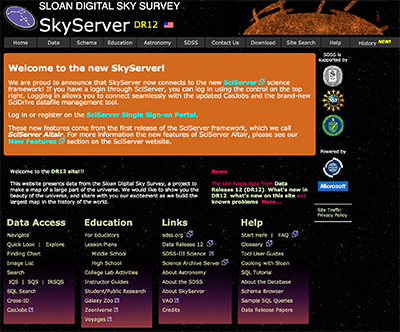 SLOAN DIGITAL SKY SURVEY
SkyServer DR12
Home Data Schema Education Astronomy SDSS Contact Us Download Site Search Help History NEW!
Welcome to the new SkyServer!
We are proud to announce that SkyServer now connects to the new SciServer science
framework! If you have a login through SciServer, you can log in using the control on the top
right. Logging in allows you to connect seamlessly with the updated CasJobs and the brand-new
SciDrive datafile management tool.
Log in or register on the SciServer Single Sign-on Portal.
These new features come from the first release of the SciServer framework, which we call
SciServer Altair. For more information the new features of SciServer Altair, please see our
New Features section on the SciServer website.
SDSS is
supported by
Powered by
Microsoft
Site Traffic
Privacy Policy
Welcome to the DR12 site!!!
This website presents data from the Sloan Digital Sky Survey, a project to
make a map of a large part of the universe. We would like to show you the
beauty of the universe, and share with you our excitement as we build the
largest map in the history of the world.
News
The site hosts data from Data
Release 12 (DR12). What's new in
DR12, what's new on this site and
known problems More...
Data Access
Navigate
Quick Look | Explore
Finding Chart
Image List
Search
IQS | SQS | IRSQS
SQL
Cross-ID
CasJobs
Education
For Educators
Lesson Plans
Middle School
High School
College Lab Activities
Instructor Guides
Student/Public Research
Galaxy Zoo
Zooniverse
Voyages
Links
sdss.org
Data Release 12
SDSS-III Science
Science Archive Server
About Astronomy
About the SDSS
About SkyServer
VAO
Credits
Help
Start Here | FAQ
Glossary
Tool User Guides
Cooking with Sloan
SQL Tutorial
About the Database
Schema Browser
Sample SQL Queries
Data Release Papers